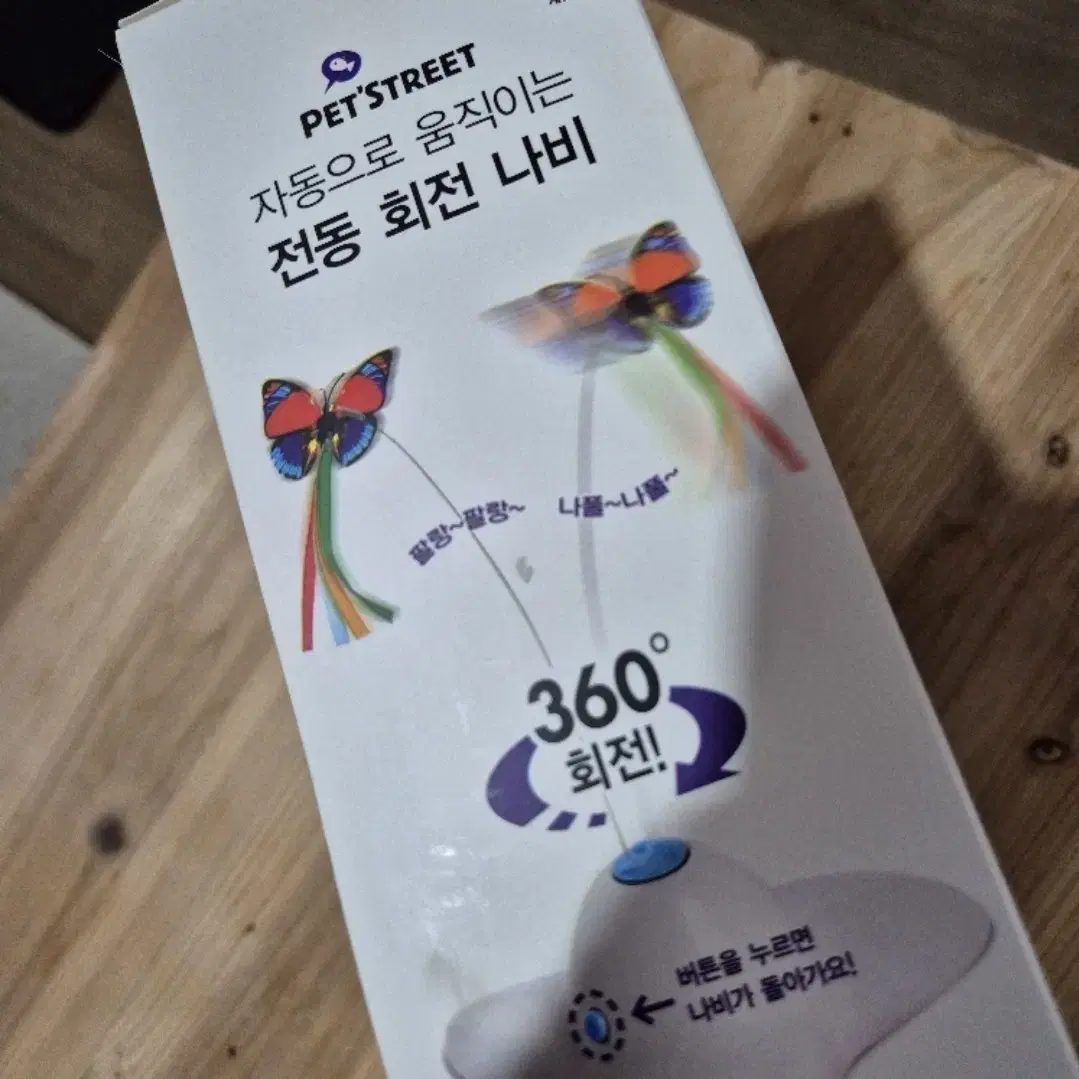 PET'STREET
자동으로 움직이는
전동 회전 나비
팔랑~팔랑~ 나풀~나풀~
360°
회전!
버튼을 누르면
나비가 돌아가요!